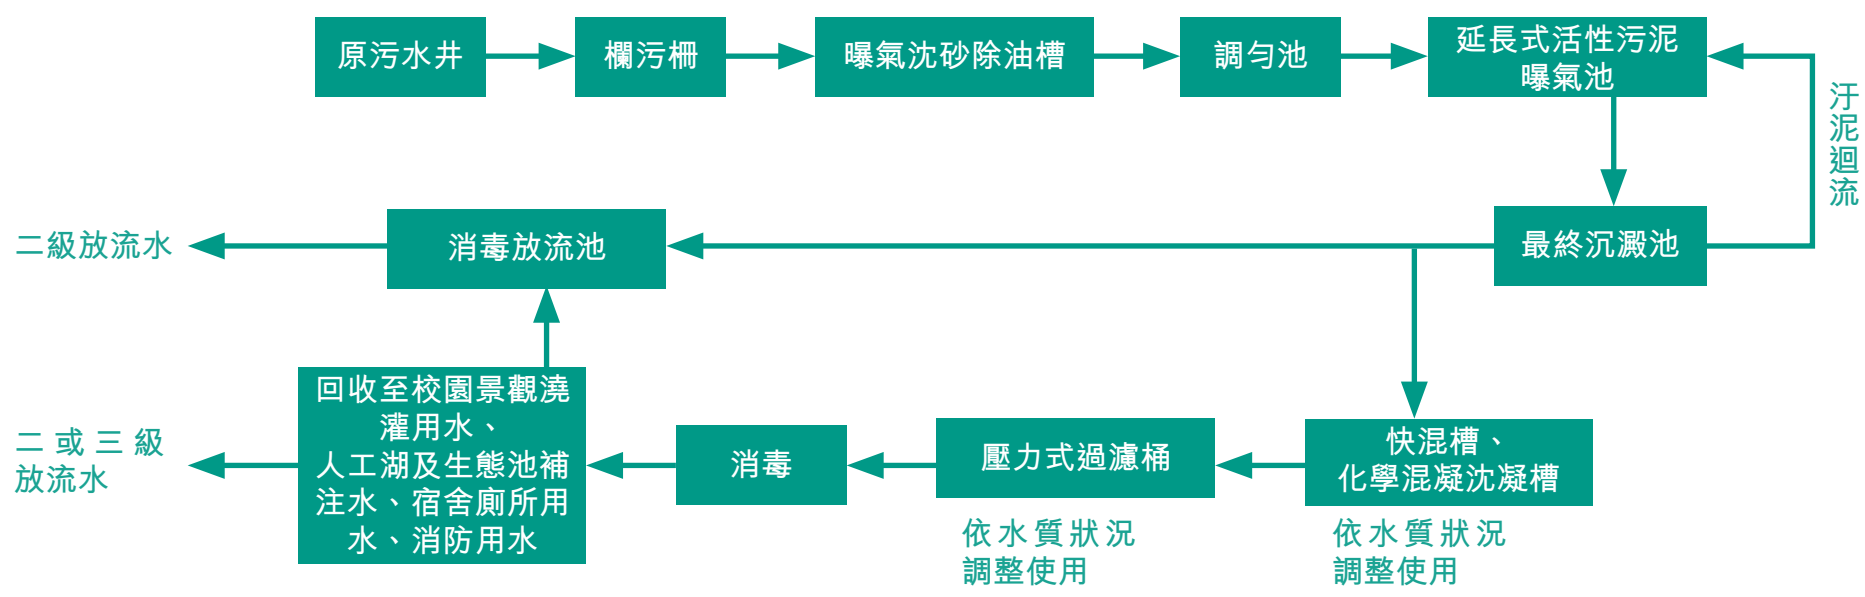 原污水井
欄污柵
曝氣沈砂除油槽
調勻池
延長式活性污泥
曝氣池
汙泥迴流
二級放流水
消毒放流池
最終沉澱池
回收至校園景觀澆
灌用水、
人工湖及生態池補
注水、宿舍廁所用
水、消防用水
二或三級
放流水
消毒
壓力式過濾桶
快混槽、
化學混凝沈凝槽
依水質狀況
調整使用
依水質狀況
調整使用